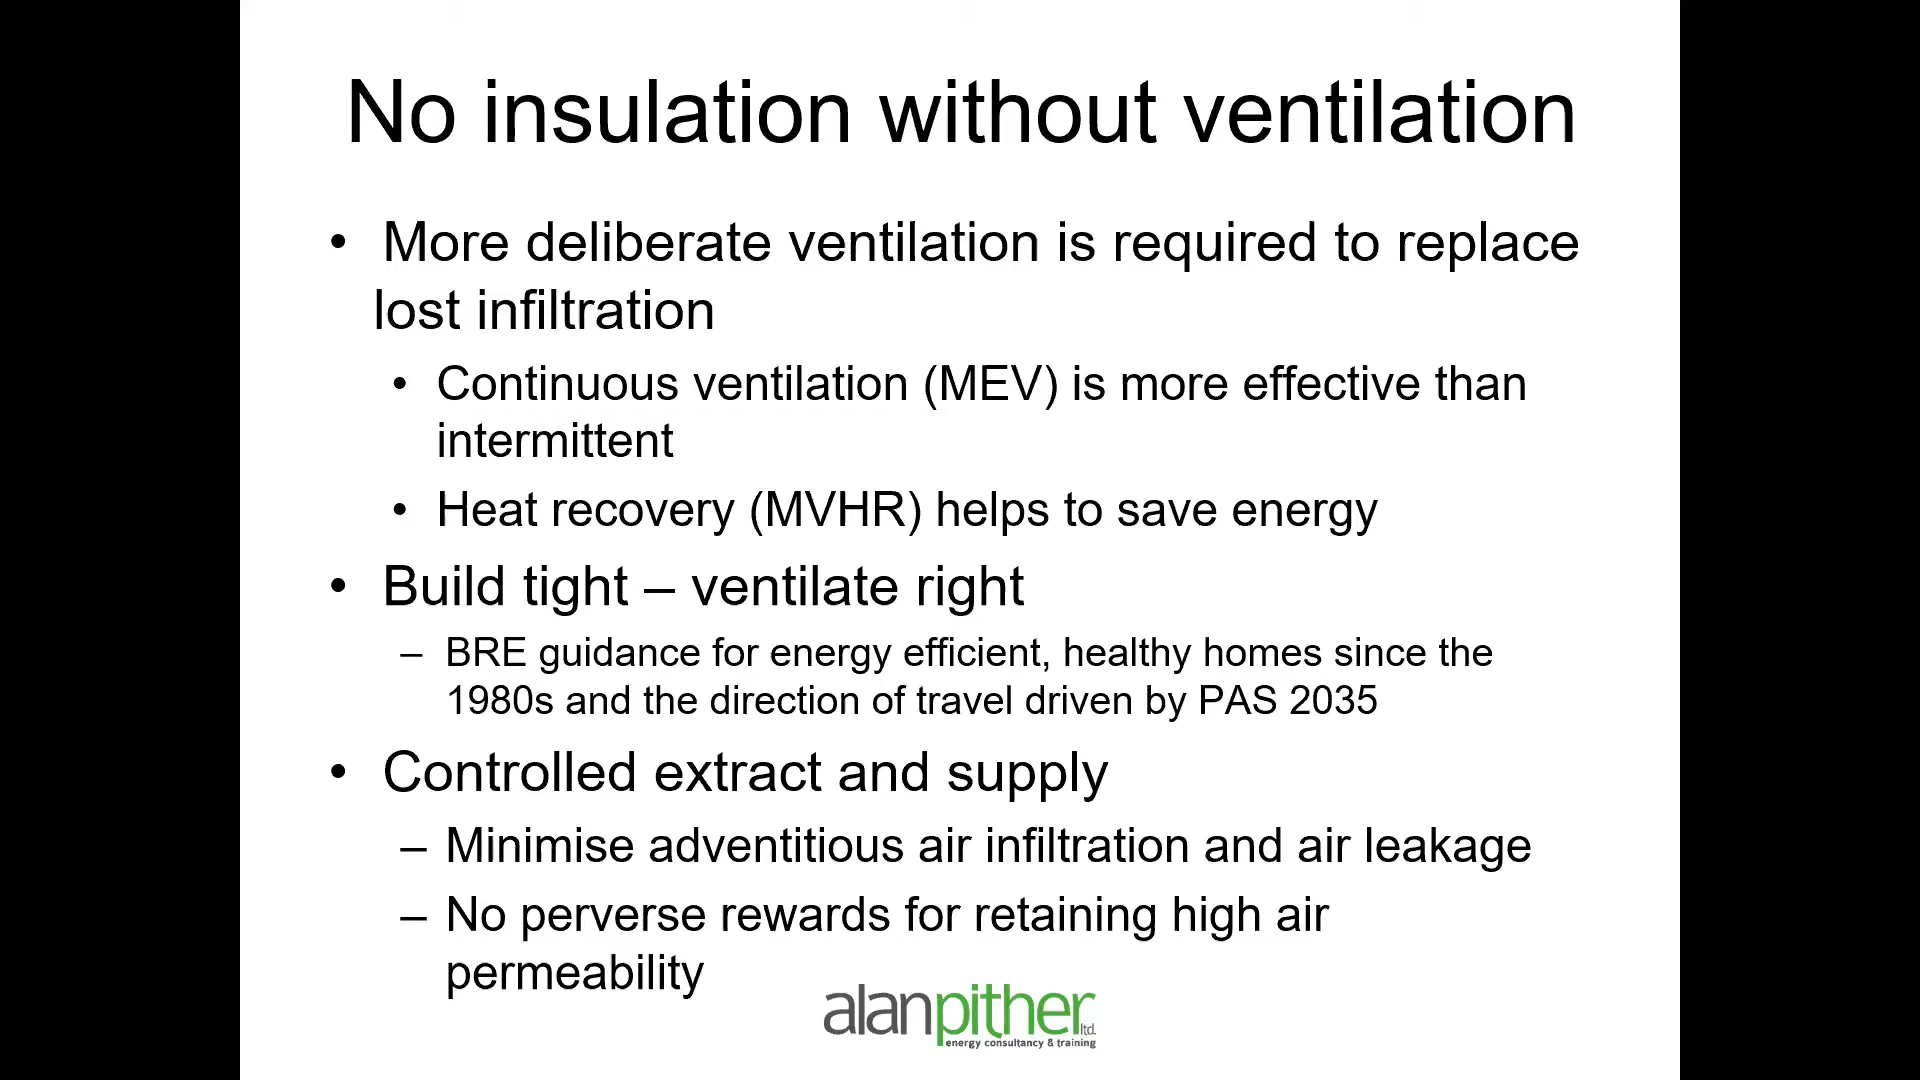 No insulation without ventilation
• More deliberate ventilation is required to replace
lost infiltration
• Continuous ventilation (MEV) is more effective than
intermittent
• Heat recovery (MVHR) helps to save energy
• Build tight – ventilate right
– BRE guidance for energy efficient, healthy homes since the
1980s and the direction of travel driven by PAS 2035
• Controlled extract and supply
– Minimise adventitious air infiltration and air leakage
– No perverse rewards for retaining high air
permeability
alanpither ltd.
energy consultancy & training